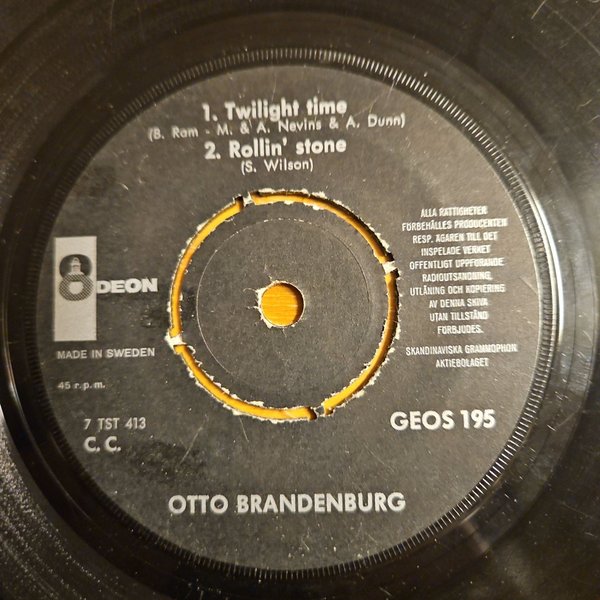 1. Twilight time
(B. Ram - M. & A. Nevins & A. Dunn)
2. Rollin' stone
(S. Wilson)
ODEON
MADE IN SWEDEN
45 r.p.m.
7 TST 413
C. C.
ALLA RÄTTIGHETER
FÖRBEHÅLLES PRODUCENTEN
RESP. ÄGAREN TILL DET
INSPELADE VERKET
OFFENTLIGT UPPFÖRANDE,
RADIOUTSÄNDNING,
UTLÅNING OCH KOPIERING
AV DENNA SKIVA
UTAN TILLSTÅND
FÖRBJUDES.
SKANDINAVISKA GRAMMOPHON
AKTIEBOLAGET
GEOS 195
OTTO BRANDENBURG